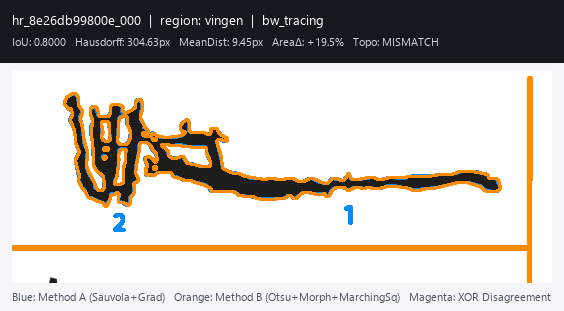 hr_8e26db99800e_000 | region: vingen | bw_tracing
IoU: 0.8000 Hausdorff: 304.63px MeanDist: 9.45px AreaΔ: +19.5% Topo: MISMATCH
2 1
Blue: Method A (Sauvola+Grad) Orange: Method B (Otsu+Morph+MarchingSq) Magenta: XOR Disagreement